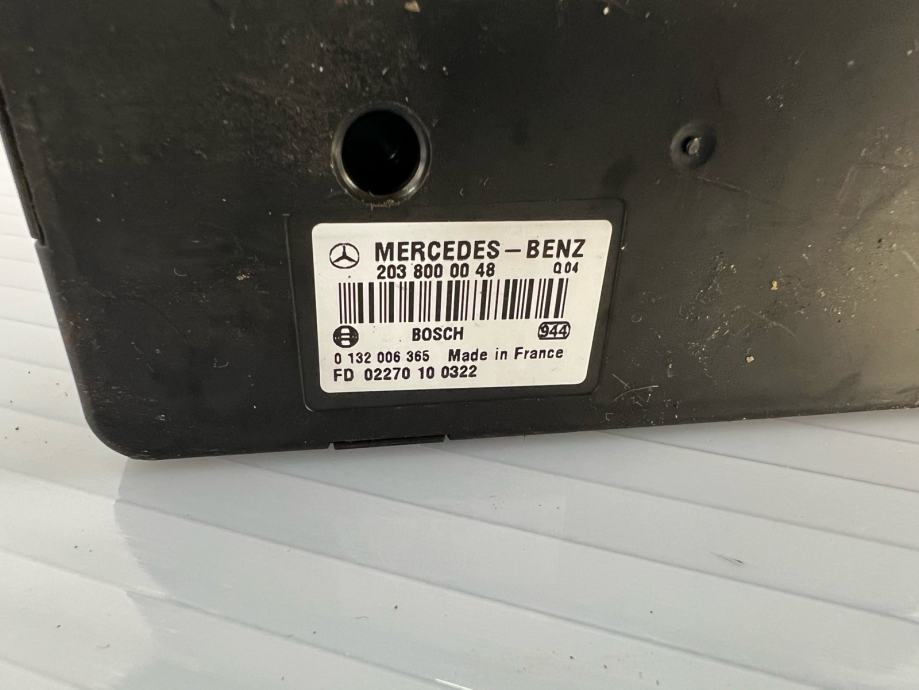 MERCEDES-BENZ
203 800 00 48 Q04
BOSCH 944
0 132 006 365 Made in France
FD 02270 10 0322